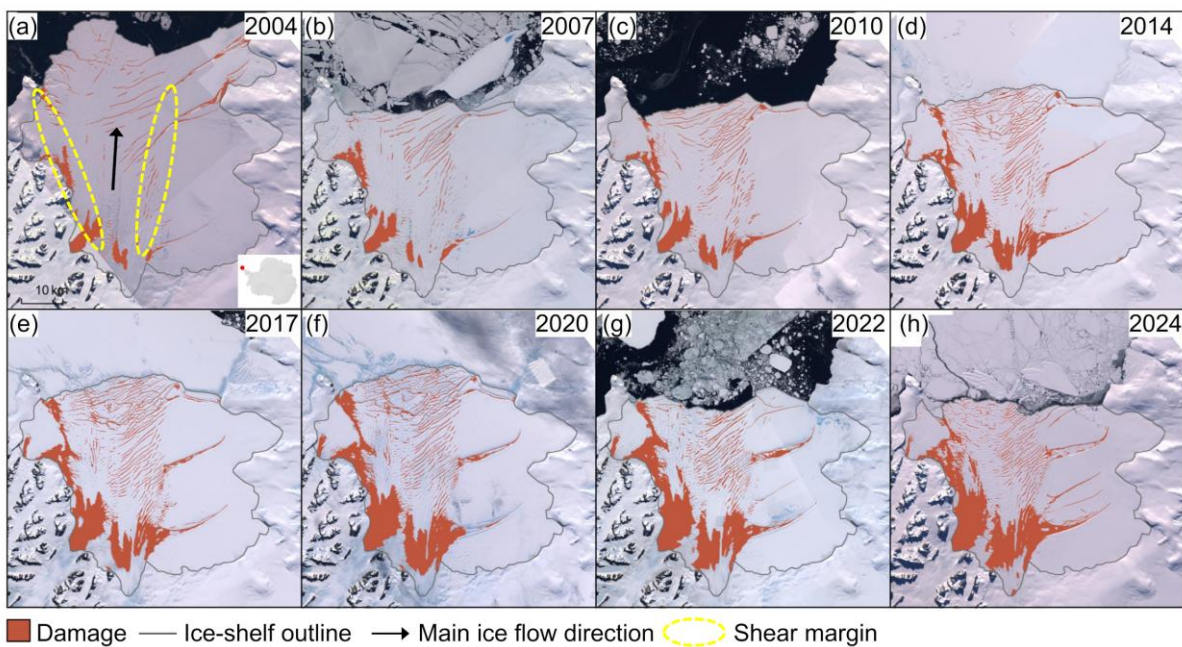 (a) 2004
(b) 2007
(c) 2010
(d) 2014
10 km
(e) 2017
(f) 2020
(g) 2022
(h) 2024
Damage — Ice-shelf outline → Main ice flow direction Shear margin